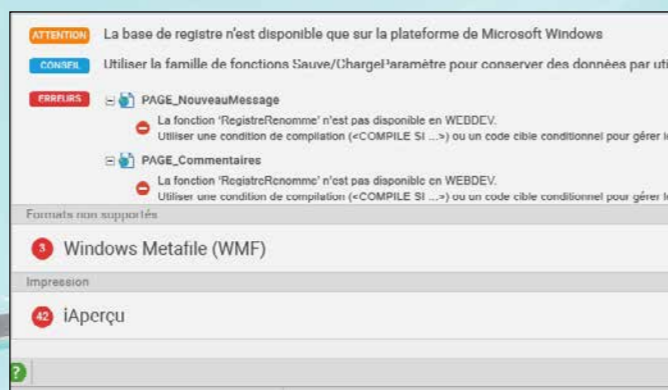 ATTENTION La base de registre n'est disponible que sur la plateforme de Microsoft Windows
CONSEIL Utiliser la famille de fonctions Sauve/ChargeParamètre pour conserver des données par uti
ERREURS PAGE_NouveauMessage
La fonction 'RegistreRenomme' n'est pas disponible en WEBDEV.
Utiliser une condition de compilation (<COMPILE SI ...>) ou un code cible conditionnel pour gérer le
PAGE_Commentaires
La fonction 'RegistreRenomme' n'est pas disponible en WEBDEV.
Utiliser une condition de compilation (<COMPILE SI ...>) ou un code cible conditionnel pour gérer le
Formats non supportés
3 Windows Metafile (WMF)
Impression
42 iAperçu
?